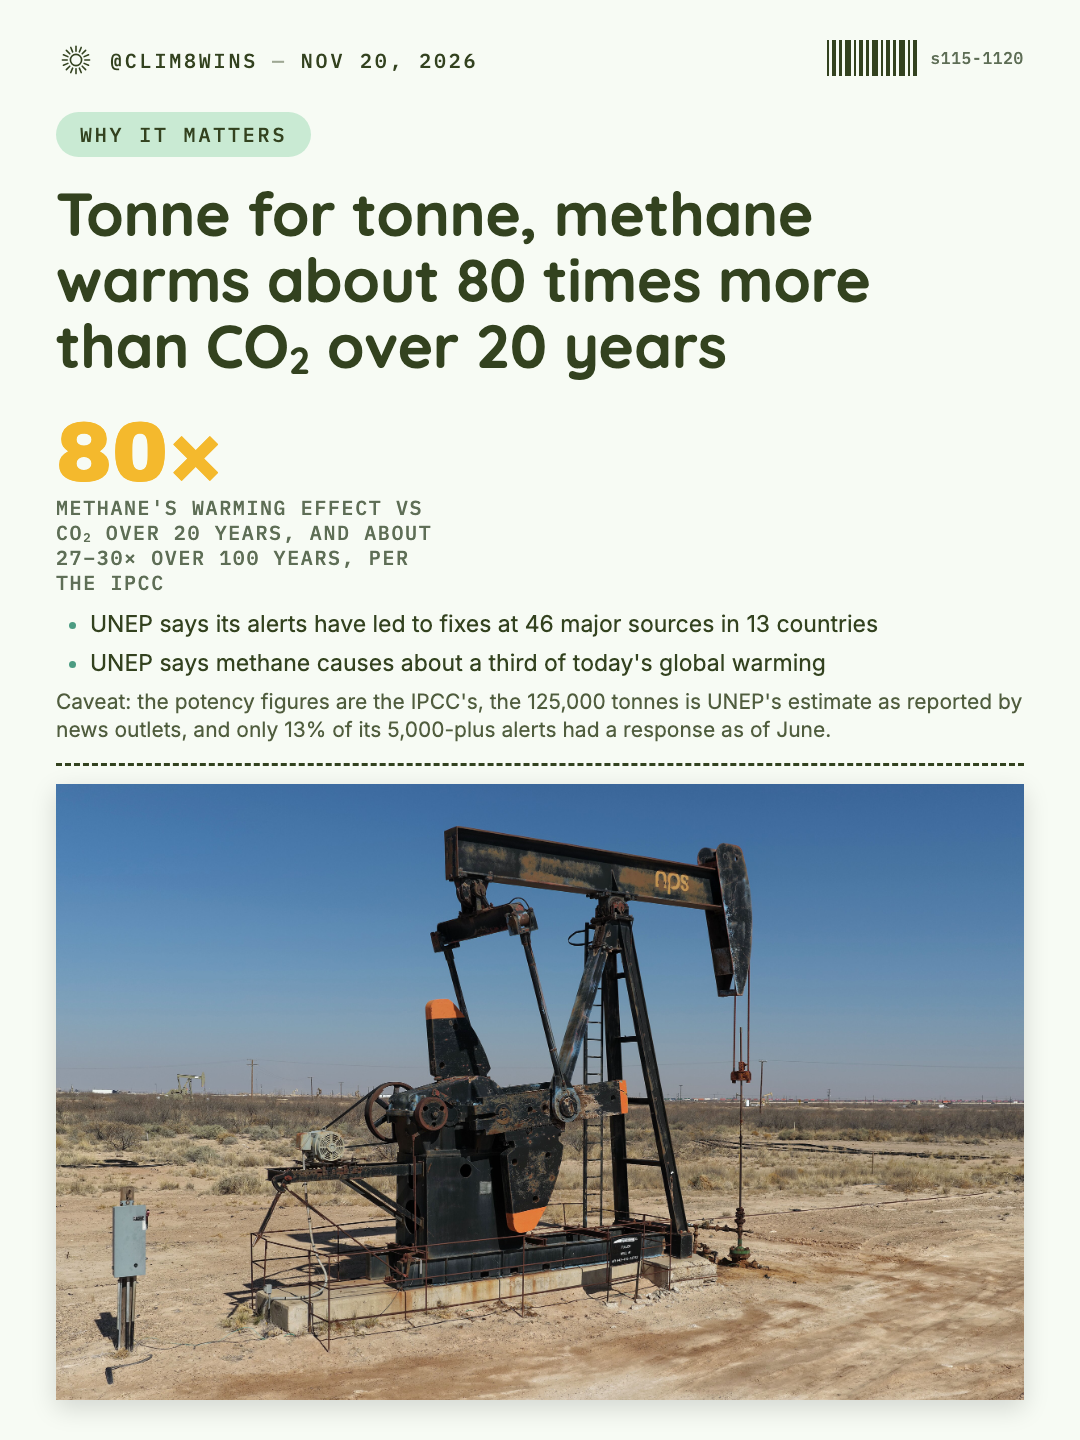 @CLIM8WINS — NOV 20, 2026
s115-1120
WHY IT MATTERS
Tonne for tonne, methane
warms about 80 times more
than CO₂ over 20 years
80×
METHANE'S WARMING EFFECT VS
CO₂ OVER 20 YEARS, AND ABOUT
27–30× OVER 100 YEARS, PER
THE IPCC
• UNEP says its alerts have led to fixes at 46 major sources in 13 countries
• UNEP says methane causes about a third of today's global warming
Caveat: the potency figures are the IPCC's, the 125,000 tonnes is UNEP's estimate as reported by
news outlets, and only 13% of its 5,000-plus alerts had a response as of June.
nps